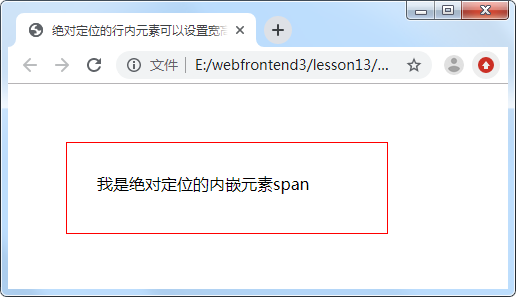 绝对定位的行内元素可以设置宽高
文件 E:/webfrontend3/lesson13/...
我是绝对定位的内嵌元素span